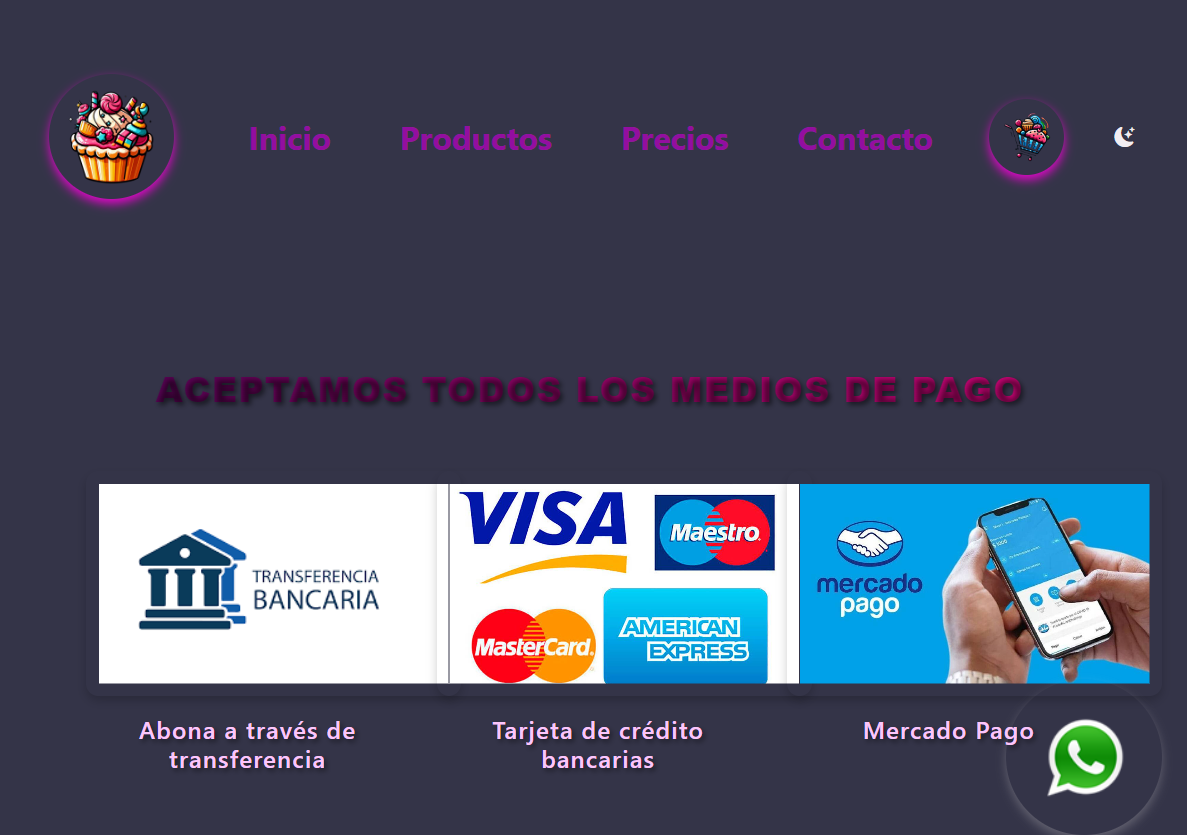 Inicio Productos Precios Contacto
ACEPTAMOS TODOS LOS MEDIOS DE PAGO
TRANSFERENCIA
BANCARIA
VISA
Maestro
MasterCard
AMERICAN
EXPRESS
mercado
pago
Abona a través de
transferencia
Tarjeta de crédito
bancarias
Mercado Pago